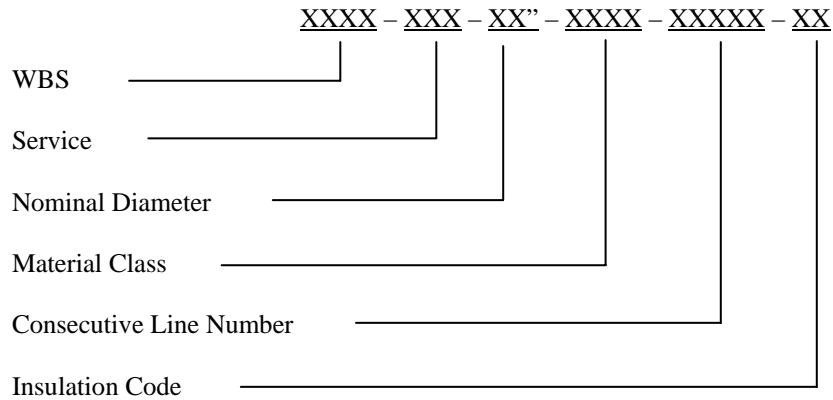 XXXX – XXX – XX” – XXXX – XXXXX – XX
WBS
Service
Nominal Diameter
Material Class
Consecutive Line Number
Insulation Code